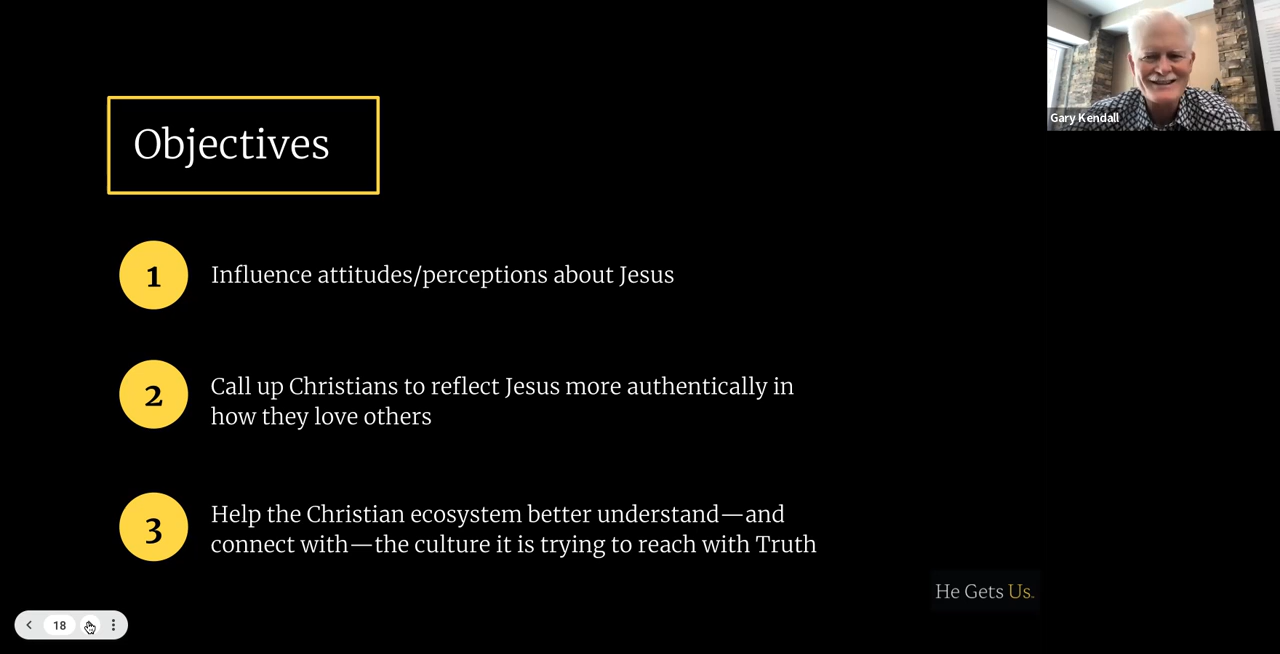 Gary Kendall
Objectives
1
Influence attitudes/perceptions about Jesus
2
Call up Christians to reflect Jesus more authentically in
how they love others
3
Help the Christian ecosystem better understand—and
connect with—the culture it is trying to reach with Truth
He Gets Us.
18